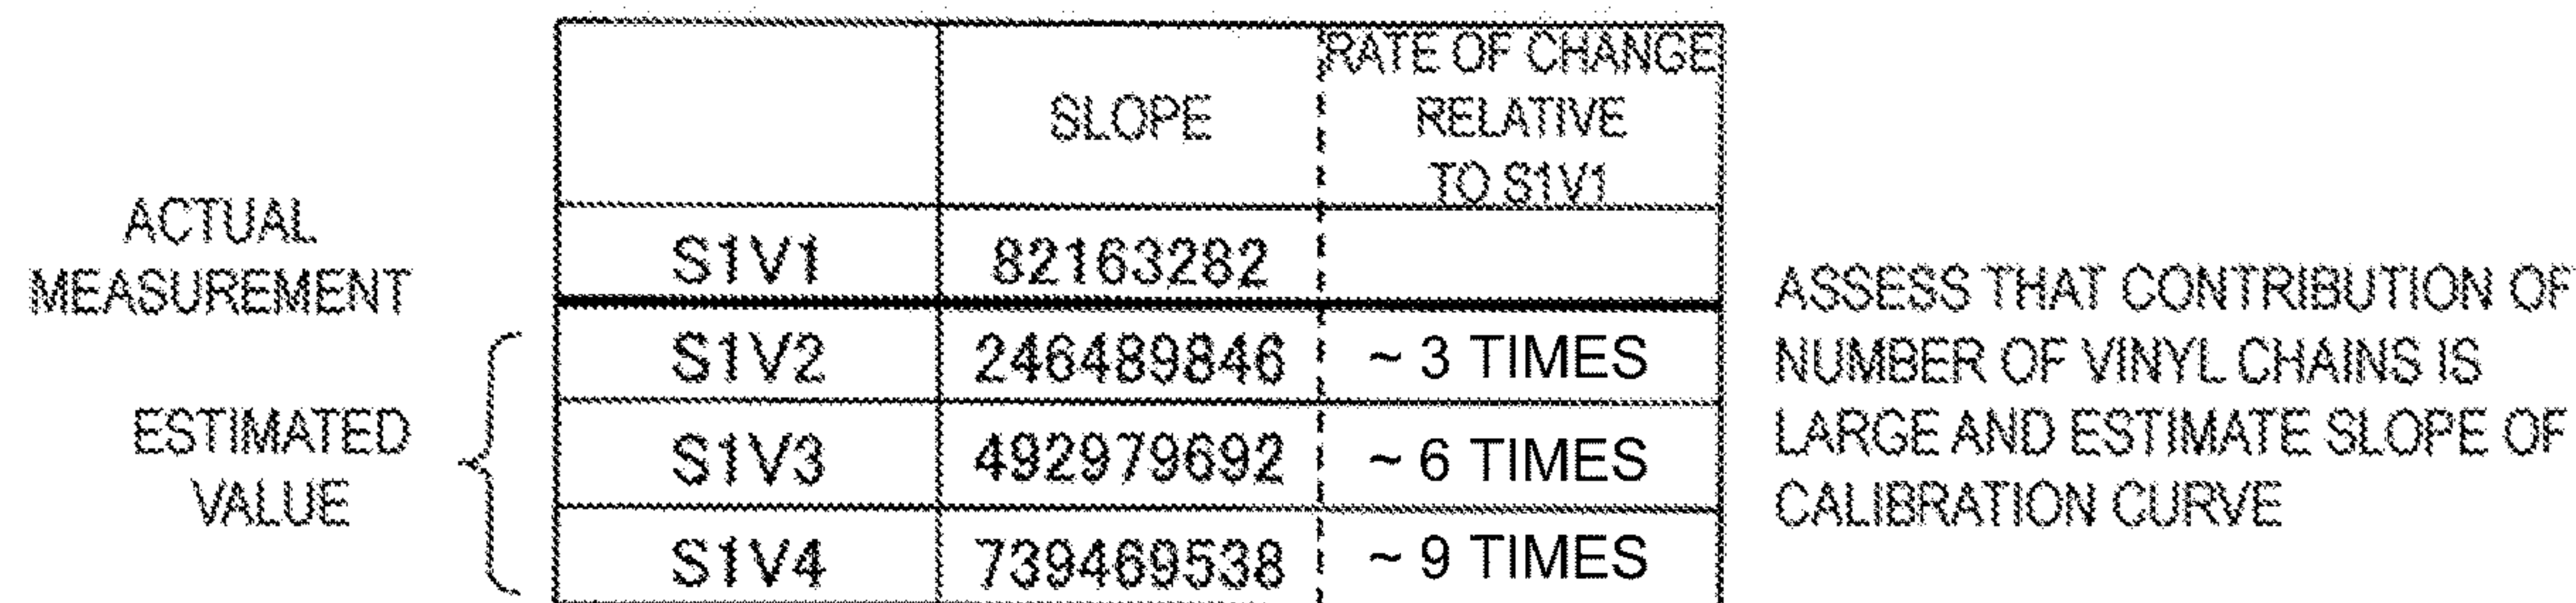 RATE OF CHANGE
SLOPE
RELATIVE
TO S1V1
ACTUAL
MEASUREMENT
S1V1
82163282
S1V2
246489846
~ 3 TIMES
ESTIMATED
VALUE
S1V3
492979692
~ 6 TIMES
S1V4
739469538
~ 9 TIMES
ASSESS THAT CONTRIBUTION OF
NUMBER OF VINYL CHAINS IS
LARGE AND ESTIMATE SLOPE OF
CALIBRATION CURVE